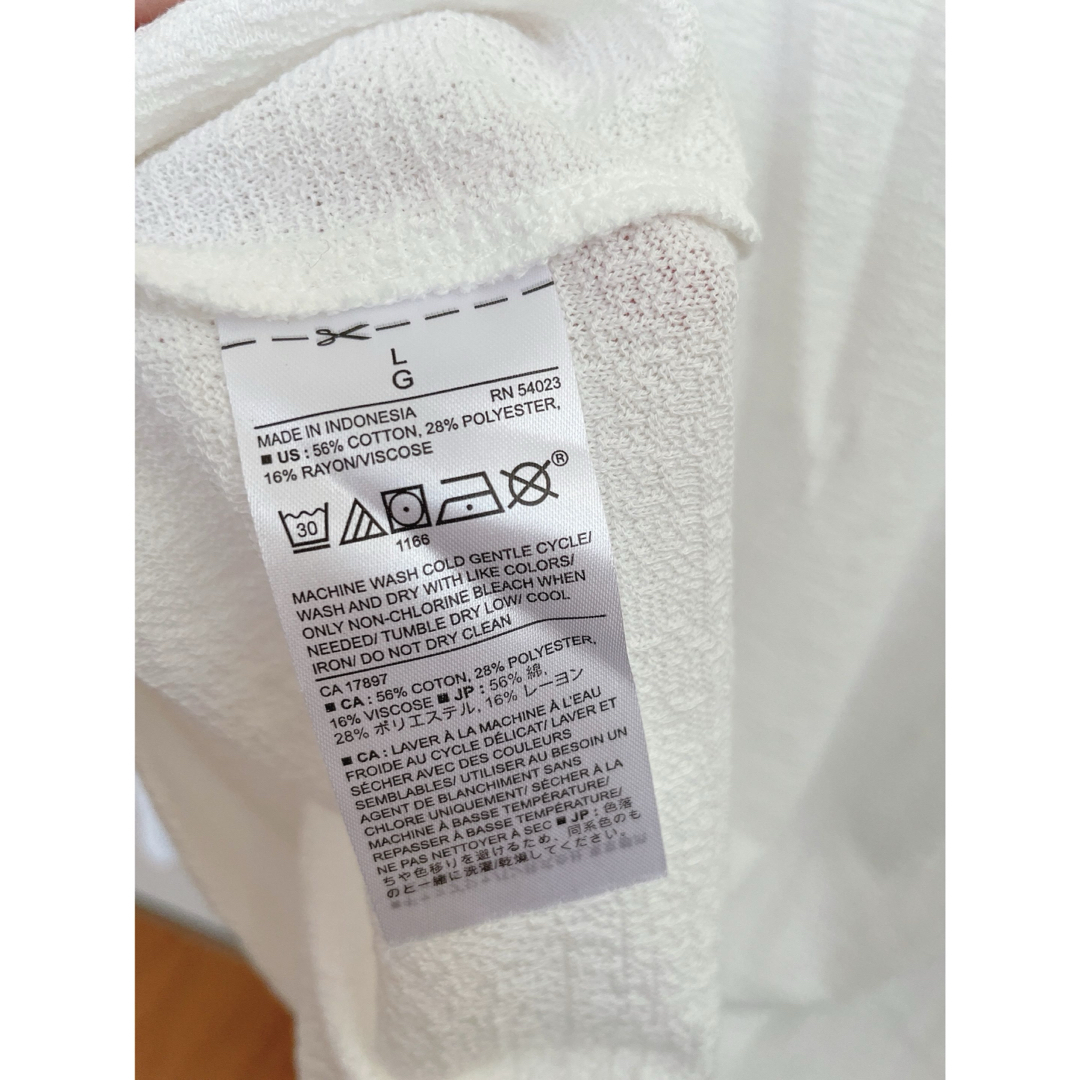 L
G
RN 54023
MADE IN INDONESIA
■ US : 56% COTTON, 28% POLYESTER,
16% RAYON/VISCOSE
30
®
1166
MACHINE WASH COLD GENTLE CYCLE/
WASH AND DRY WITH LIKE COLORS/
ONLY NON-CHLORINE BLEACH WHEN
NEEDED/ TUMBLE DRY LOW/ COOL
IRON/ DO NOT DRY CLEAN
CA 17897
■ CA : 56% COTON, 28% POLYESTER,
16% VISCOSE ■ JP : 56% 綿,
28% ポリエステル, 16% レーヨン
■ CA : LAVER À LA MACHINE À L'EAU
FROIDE AU CYCLE DÉLICAT/ LAVER ET
SÉCHER AVEC DES COULEURS
SEMBLABLES/ UTILISER AU BESOIN UN
AGENT DE BLANCHIMENT SANS
CHLORE UNIQUEMENT/ SÉCHER À LA
MACHINE À BASSE TEMPÉRATURE/
REPASSER À BASSE TEMPÉRATURE/
NE PAS NETTOYER À SEC ■ JP : 色落
ちや色移りを避けるため、同系色のも
のと一緒に洗濯/乾燥してください。